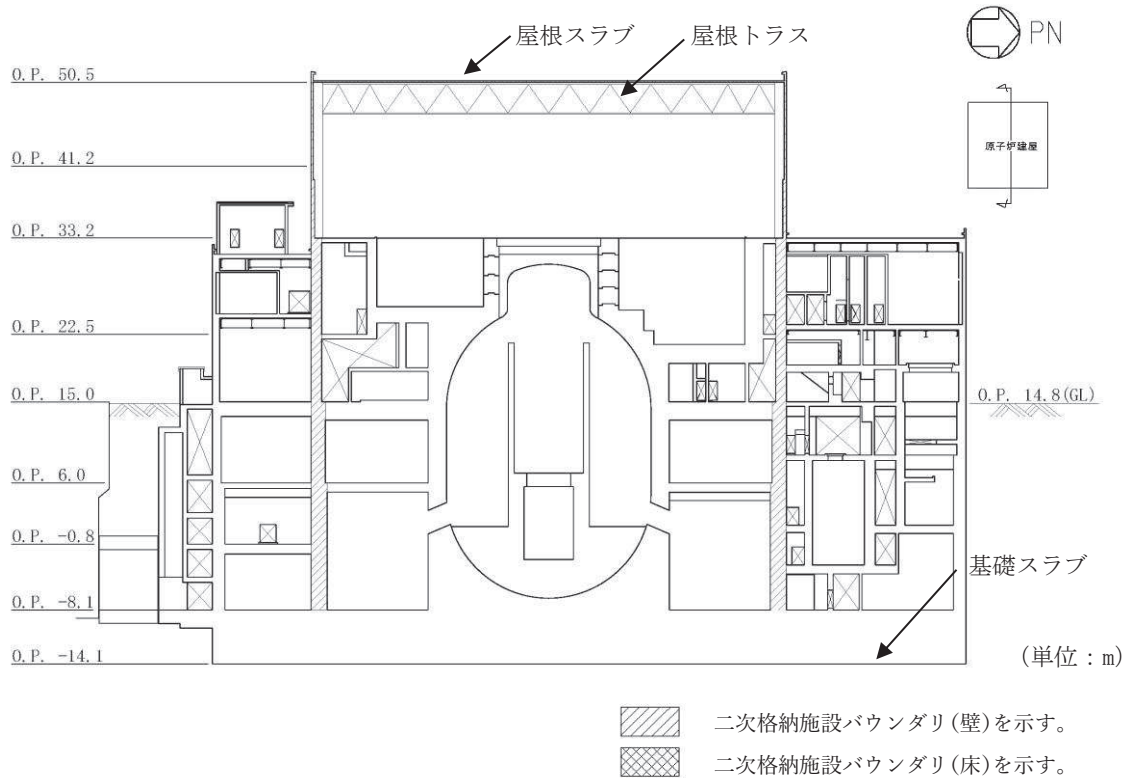 屋根スラブ
屋根トラス
PN
原子炉建屋
O.P. 50.5
O.P. 41.2
O.P. 33.2
O.P. 22.5
O.P. 15.0
O.P. 14.8(GL)
O.P. 6.0
O.P. -0.8
基礎スラブ
O.P. -8.1
O.P. -14.1
(単位：m)
二次格納施設バウンダリ(壁)を示す。
二次格納施設バウンダリ(床)を示す。